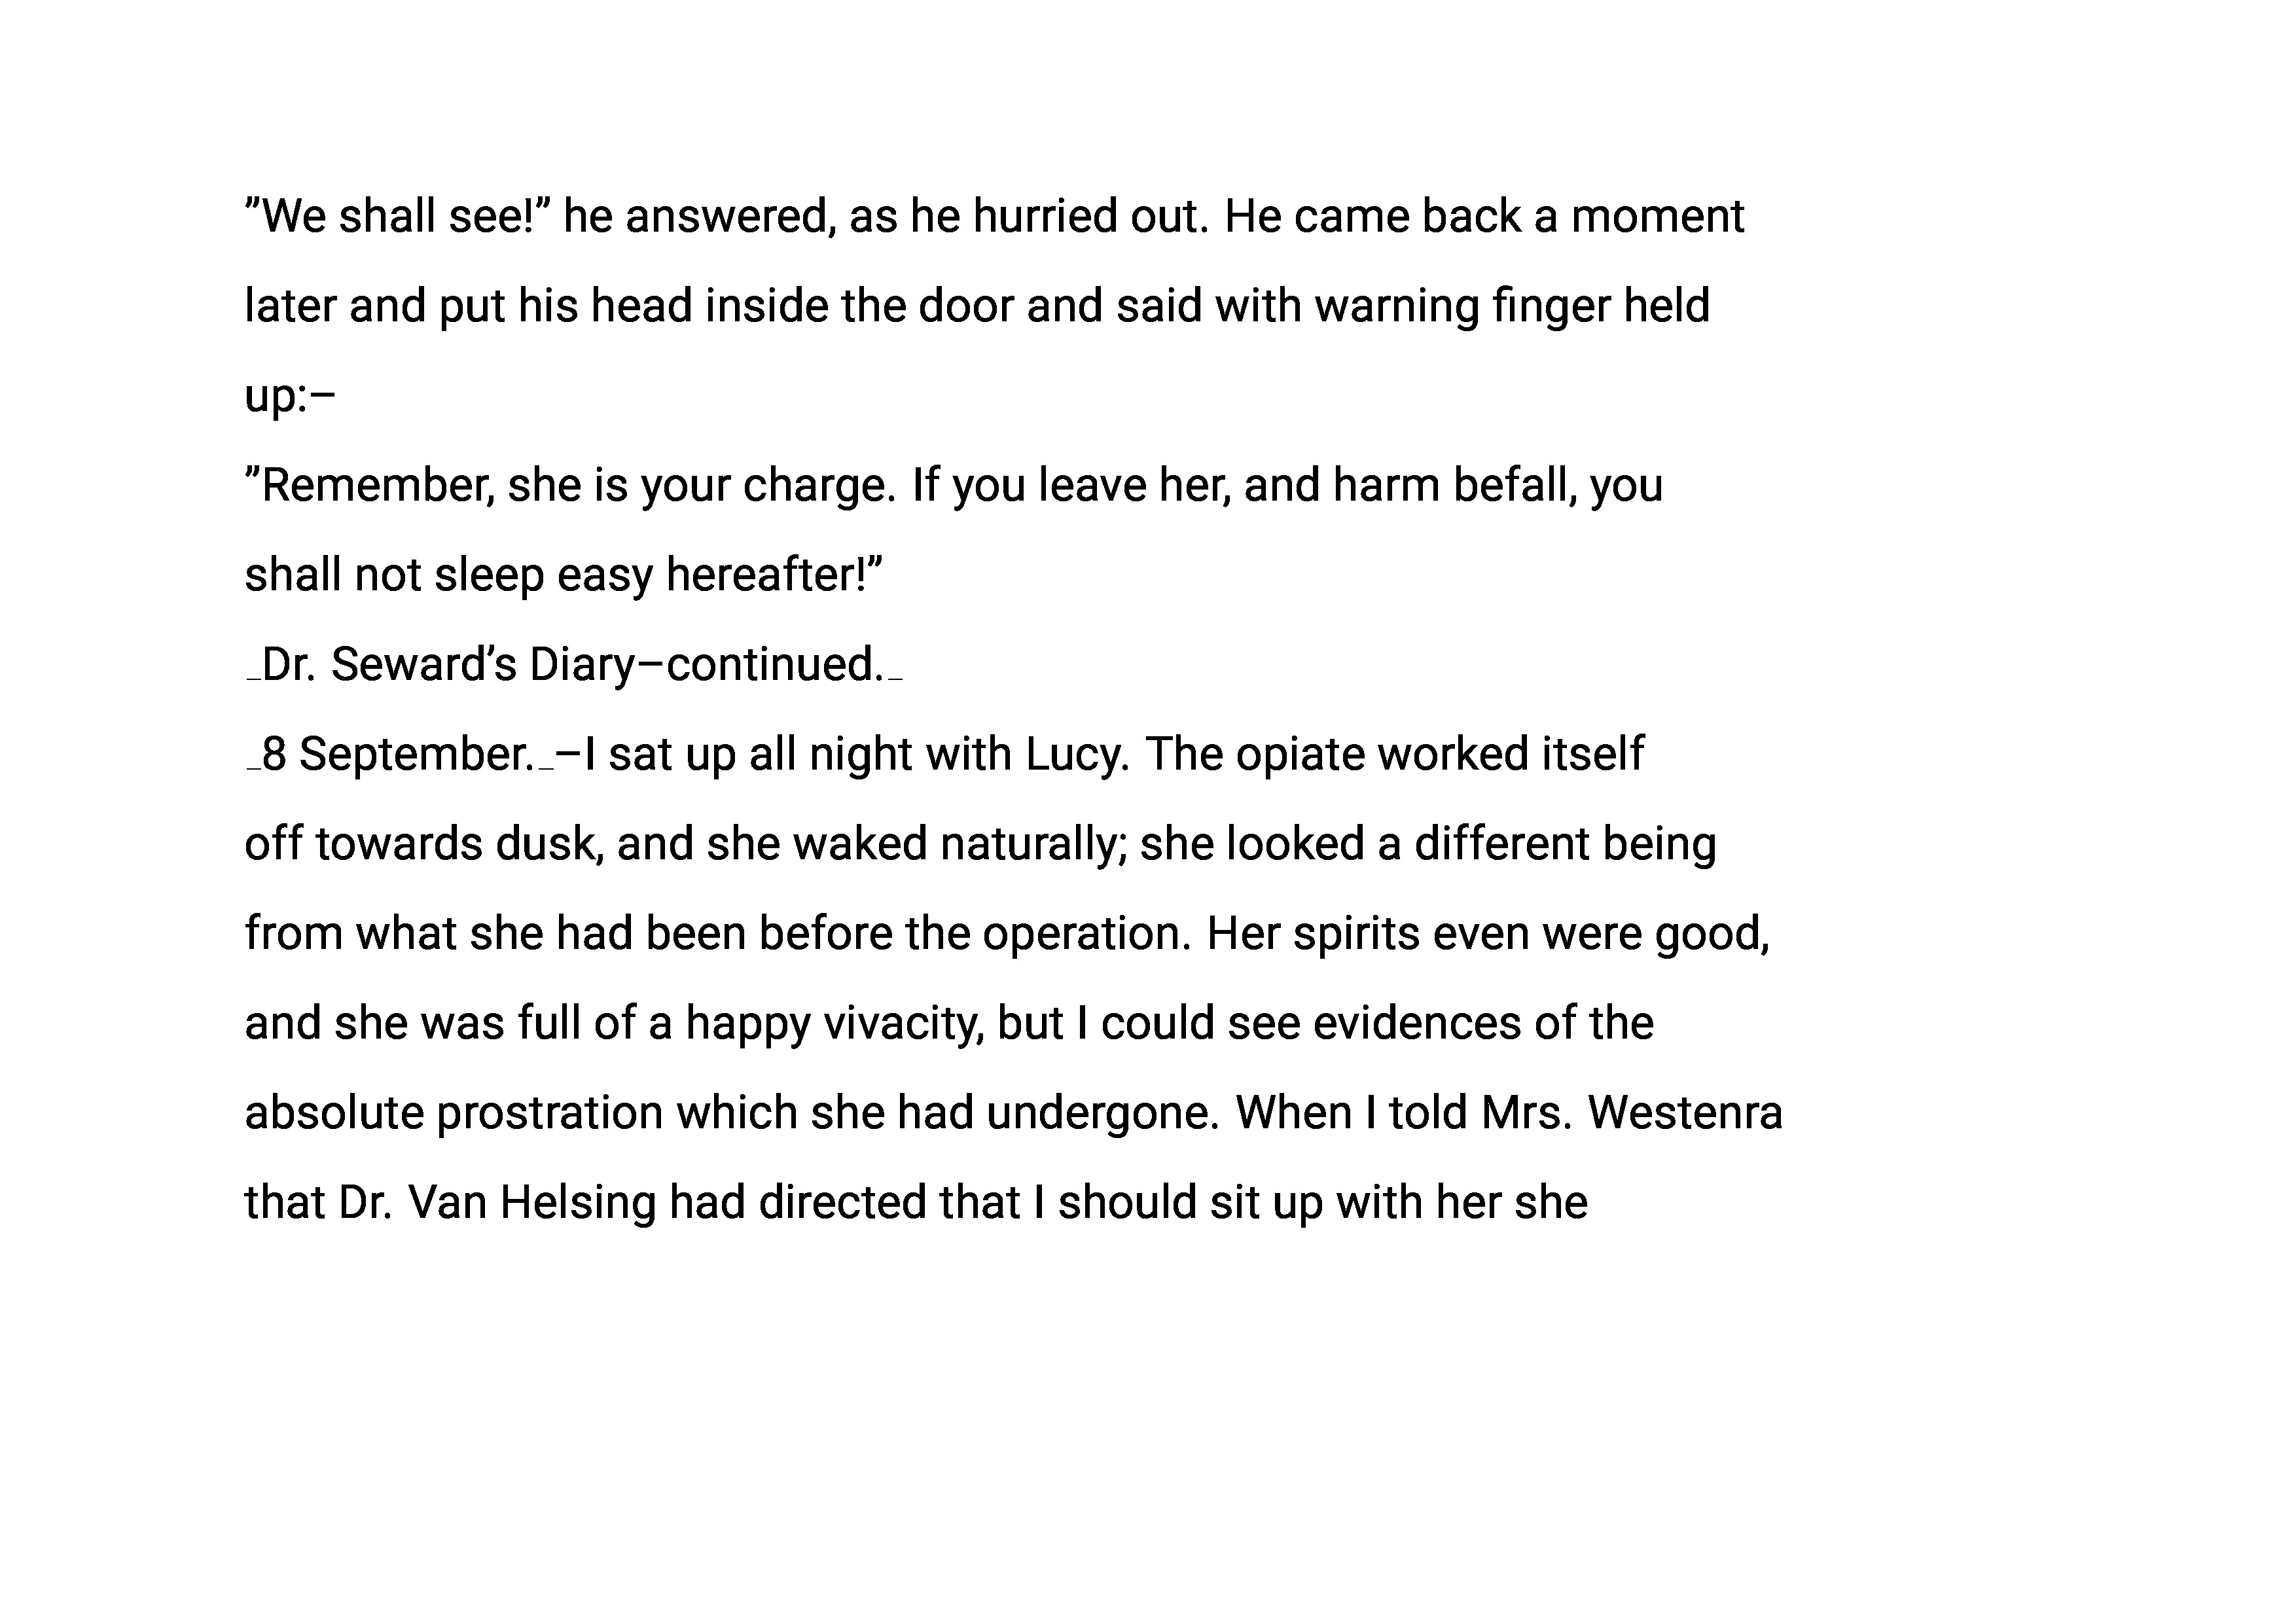 ”We shall see!” he answered, as he hurried out. He came back a moment
later and put his head inside the door and said with warning finger held
up:–
”Remember, she is your charge. If you leave her, and harm befall, you
shall not sleep easy hereafter!”
_Dr. Seward’s Diary–continued._
_8 September._–I sat up all night with Lucy. The opiate worked itself
off towards dusk, and she waked naturally; she looked a different being
from what she had been before the operation. Her spirits even were good,
and she was full of a happy vivacity, but I could see evidences of the
absolute prostration which she had undergone. When I told Mrs. Westenra
that Dr. Van Helsing had directed that I should sit up with her she